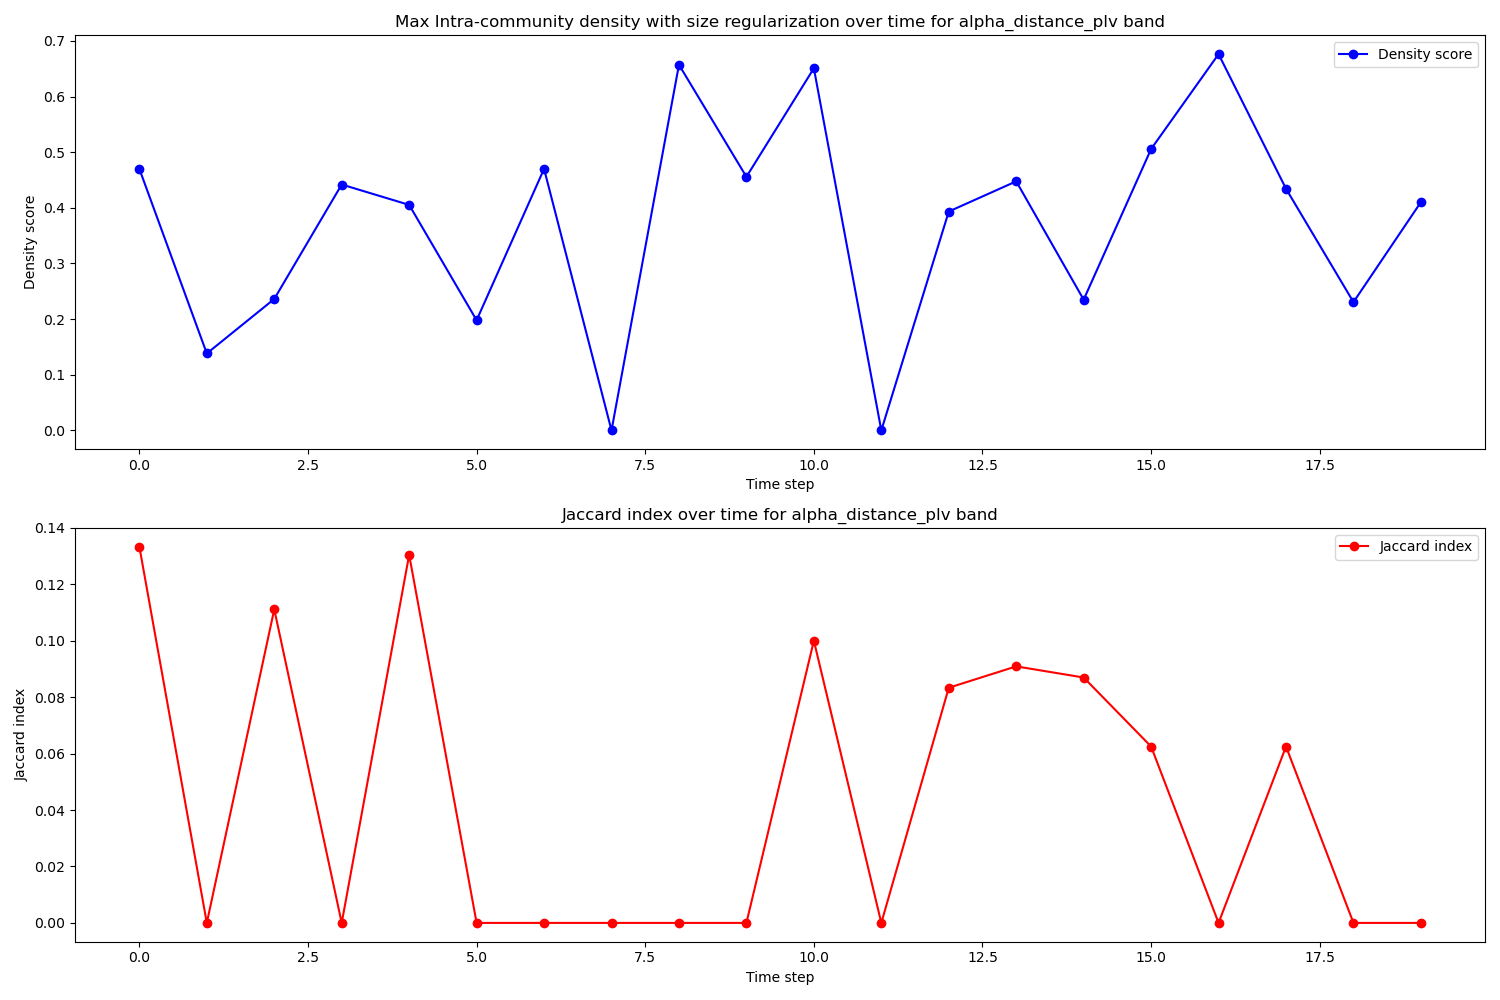 Max Intra-community density with size regularization over time for alpha_distance_plv band
Density score
0.7
0.6
0.5
0.4
0.3
0.2
0.1
0.0
Density score
0.0 2.5 5.0 7.5 10.0 12.5 15.0 17.5
Time step
Jaccard index over time for alpha_distance_plv band
Jaccard index
0.14
0.12
0.10
0.08
0.06
0.04
0.02
0.00
Jaccard index
0.0 2.5 5.0 7.5 10.0 12.5 15.0 17.5
Time step